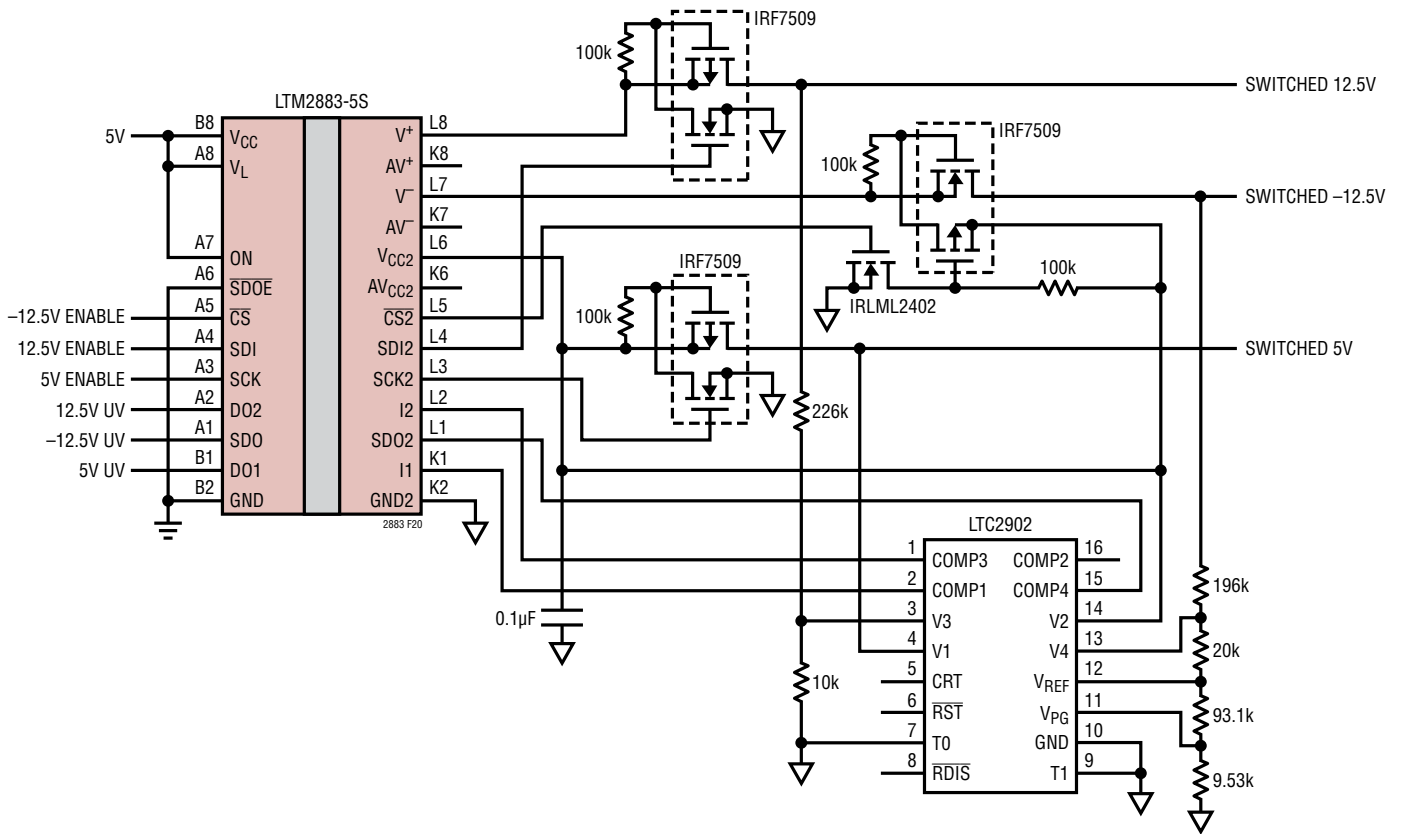 IRF7509
100k
SWITCHED 12.5V
LTM2883-5S
5V
B8
A8
A7
A6
A5
A4
A3
A2
A1
B1
B2
–12.5V ENABLE
12.5V ENABLE
5V ENABLE
12.5V UV
–12.5V UV
5V UV
VCC
VL
ON
SDOE
CS
SDI
SCK
DO2
SDO
DO1
GND
V+
AV+
V–
AV–
VCC2
AVCC2
CS2
SDI2
SCK2
I2
SDO2
I1
GND2
L8
K8
L7
K7
L6
K6
L5
L4
L3
L2
L1
K1
K2
2883 F20
IRF7509
100k
SWITCHED –12.5V
IRLML2402
100k
IRF7509
100k
SWITCHED 5V
226k
0.1µF
10k
LTC2902
1
2
3
4
5
6
7
8
COMP3
COMP1
V3
V1
CRT
RST
T0
RDIS
COMP2
COMP4
V2
V4
VREF
VPG
GND
T1
16
15
14
13
12
11
10
9
196k
20k
93.1k
9.53k